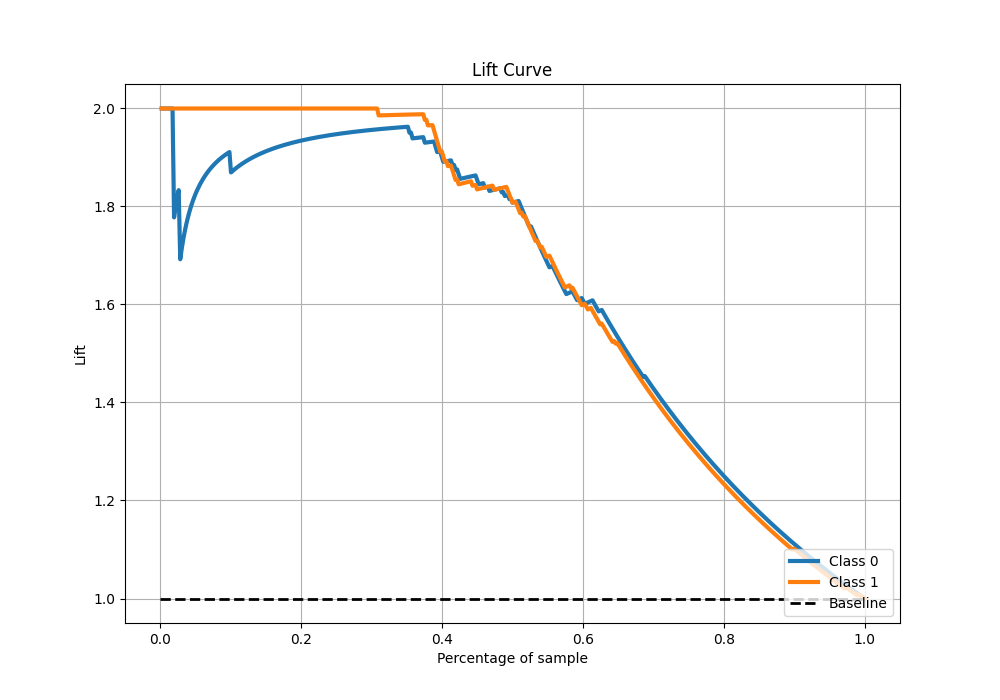 Lift Curve
Lift
2.0
1.8
1.6
1.4
1.2
1.0
0.0 0.2 0.4 0.6 0.8 1.0
Percentage of sample
Class 0
Class 1
Baseline